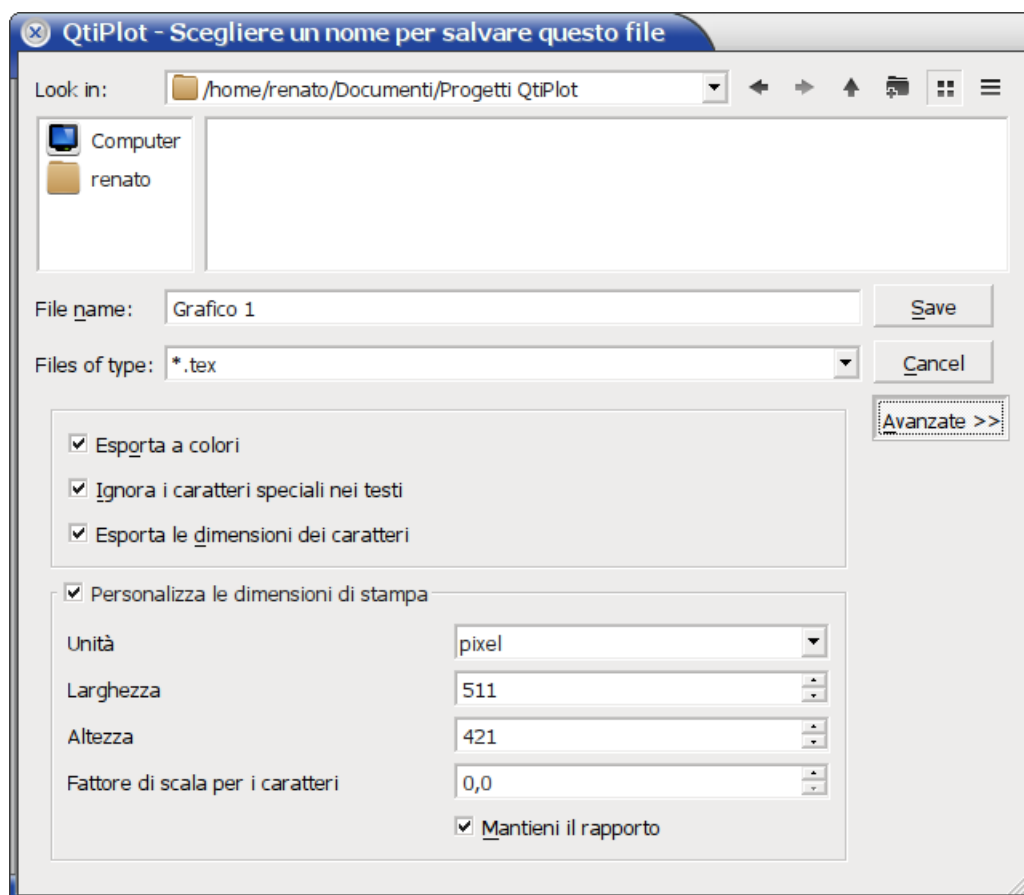 QtiPlot - Scegliere un nome per salvare questo file
Look in: /home/renato/Documenti/Progetti QtiPlot
Computer
renato
File name: Grafico 1 Save
Files of type: *.tex Cancel
Avanzate >>
Esporta a colori
Ignora i caratteri speciali nei testi
Esporta le dimensioni dei caratteri
Personalizza le dimensioni di stampa
Unità pixel
Larghezza 511
Altezza 421
Fattore di scala per i caratteri 0,0
Mantieni il rapporto